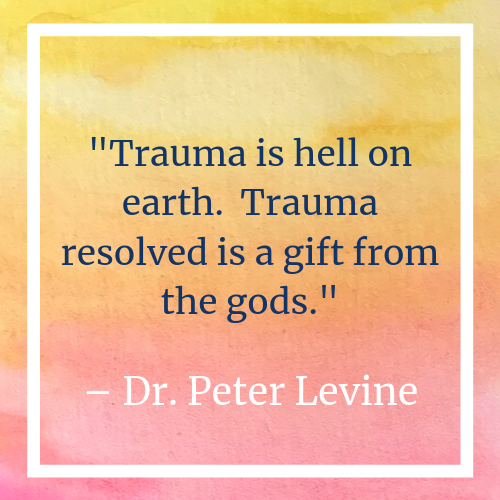 "Trauma is hell on
earth.  Trauma
resolved is a gift from
the gods."
– Dr. Peter Levine